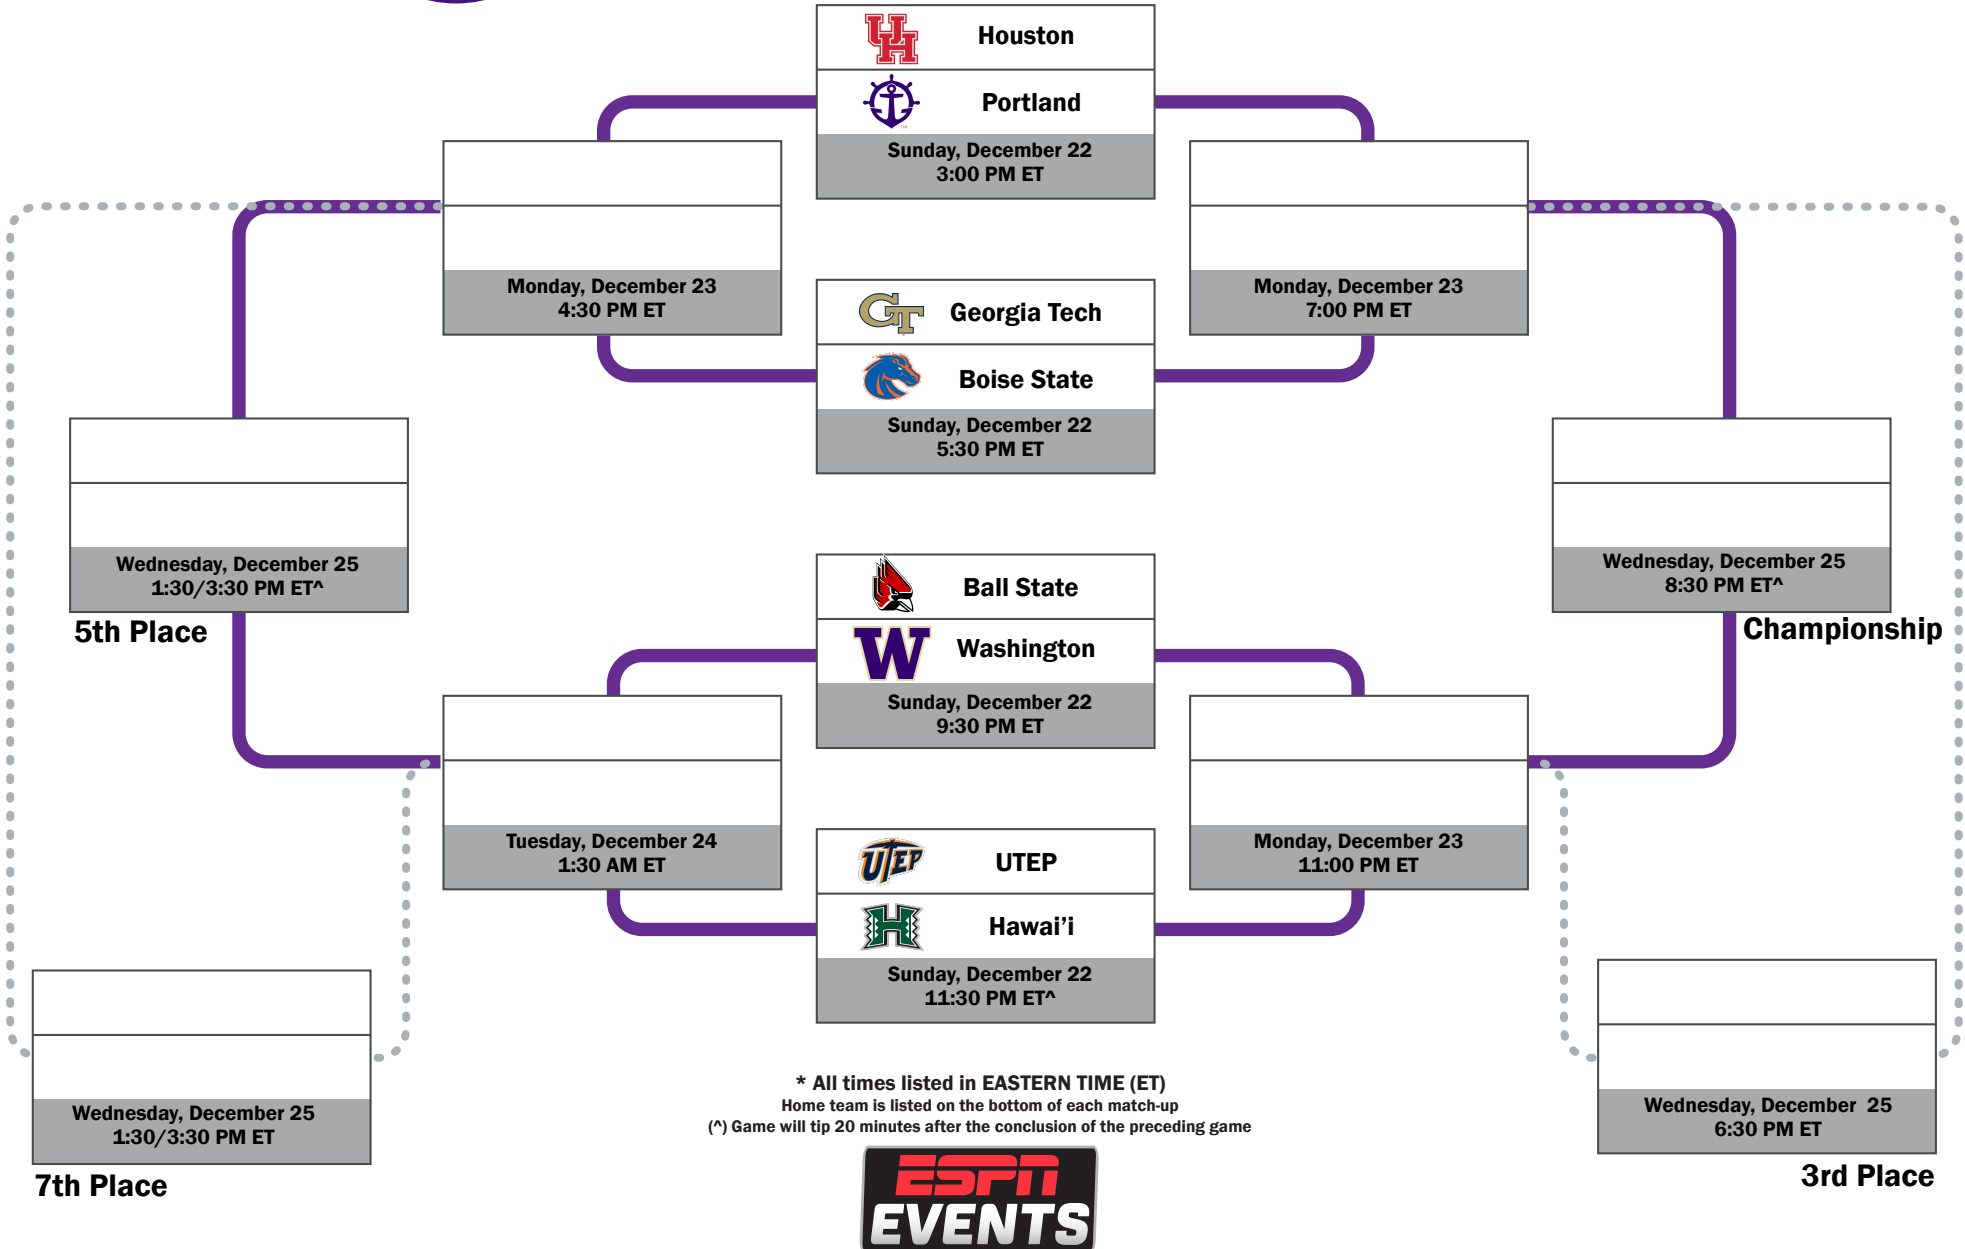 Houston
Portland
Sunday, December 22
3:00 PM ET
Monday, December 23
4:30 PM ET
Monday, December 23
7:00 PM ET
GT
Georgia Tech
Boise State
Sunday, December 22
5:30 PM ET
Wednesday, December 25
1:30/3:30 PM ET^
5th Place
Wednesday, December 25
8:30 PM ET^
Championship
Ball State
W
Washington
Sunday, December 22
9:30 PM ET
Tuesday, December 24
1:30 AM ET
Monday, December 23
11:00 PM ET
UTEP
UTEP
H
Hawai’i
Sunday, December 22
11:30 PM ET^
Wednesday, December 25
1:30/3:30 PM ET
7th Place
Wednesday, December 25
6:30 PM ET
3rd Place
* All times listed in EASTERN TIME (ET)
Home team is listed on the bottom of each match-up
(^) Game will tip 20 minutes after the conclusion of the preceding game
ESPN
EVENTS
UH
TM